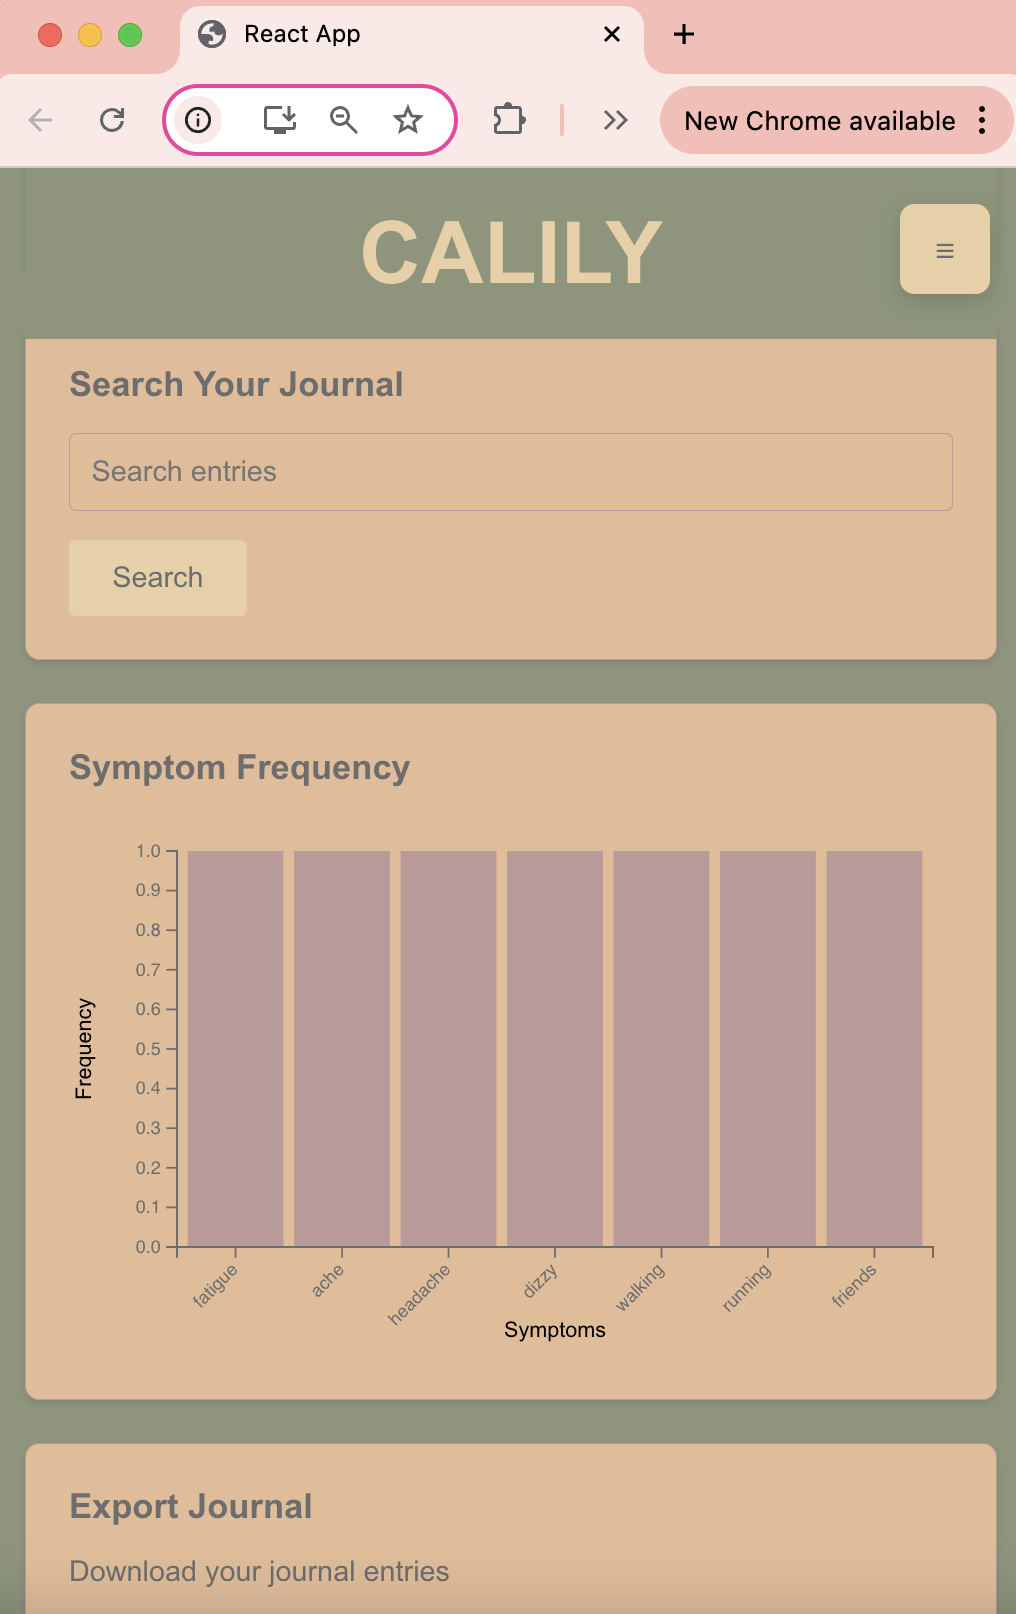 React App
New Chrome available
CALILY
Search Your Journal
Search entries
Search
Symptom Frequency
1.0
0.9
0.8
0.7
0.6
0.5
0.4
0.3
0.2
0.1
0.0
Frequency
fatigue
ache
headache
dizzy
walking
running
friends
Symptoms
Export Journal
Download your journal entries